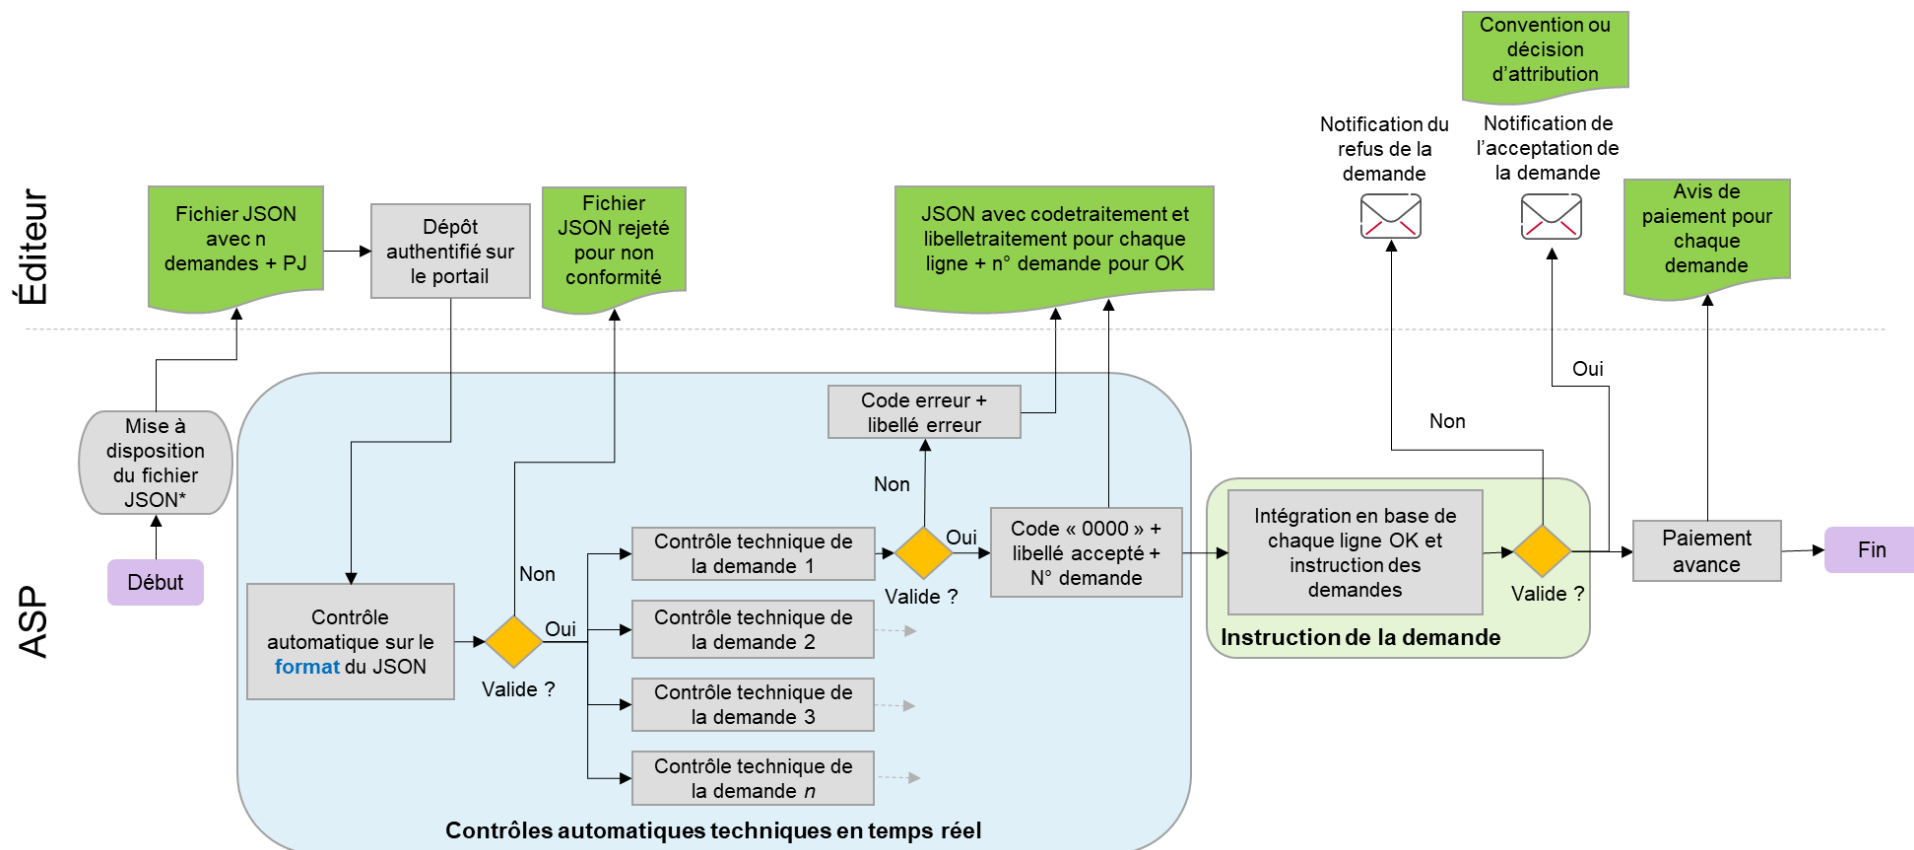 Convention ou
décision
d’attribution
Notification du
refus de la
demande
Notification de
l’acceptation de
la demande
Éditeur
Fichier JSON
avec n
demandes + PJ
Dépôt
authentifié sur
le portail
Fichier
JSON rejeté
pour non
conformité
JSON avec codetraitement et
libelletraitement pour chaque
ligne + n° demande pour OK
Avis de
paiement pour
chaque
demande
ASP
Mise à
disposition
du fichier
JSON*
Début
Contrôle
automatique sur le
format du JSON
Valide ?
Non
Oui
Contrôle technique de
la demande 1
Contrôle technique de
la demande 2
Contrôle technique de
la demande 3
Contrôle technique de
la demande n
Valide ?
Non
Code erreur +
libellé erreur
Oui
Code « 0000 » +
libellé accepté +
N° demande
Contrôles automatiques techniques en temps réel
Intégration en base de
chaque ligne OK et
instruction des
demandes
Instruction de la demande
Valide ?
Non
Oui
Paiement
avance
Fin